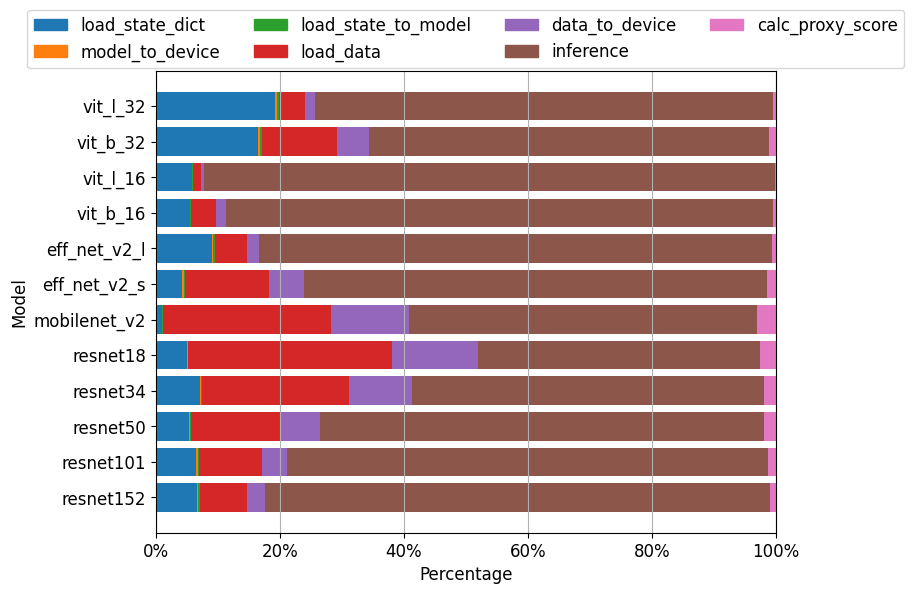 load_state_dict load_state_to_model data_to_device calc_proxy_score
model_to_device load_data inference
vit_l_32
vit_b_32
vit_l_16
vit_b_16
eff_net_v2_l
eff_net_v2_s
mobilenet_v2
resnet18
resnet34
resnet50
resnet101
resnet152
Model
0% 20% 40% 60% 80% 100%
Percentage